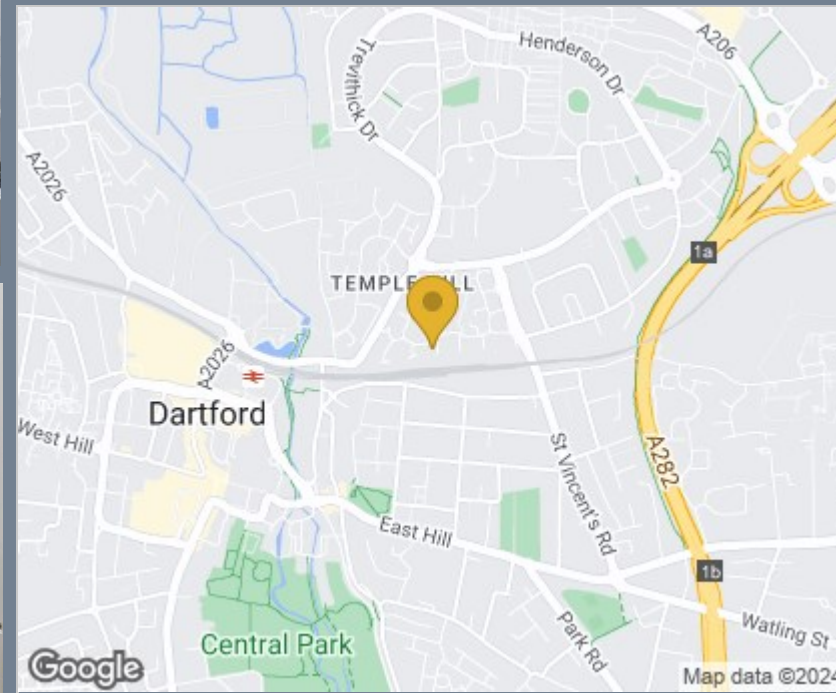 A206
Henderson Dr
Trevithick Dr
A2026
1a
TEMPLE HILL
A2026
Dartford
West Hill
St Vincent's Rd
A282
East Hill
1b
Park Rd
Watling St
Central Park
Google
Map data ©2024